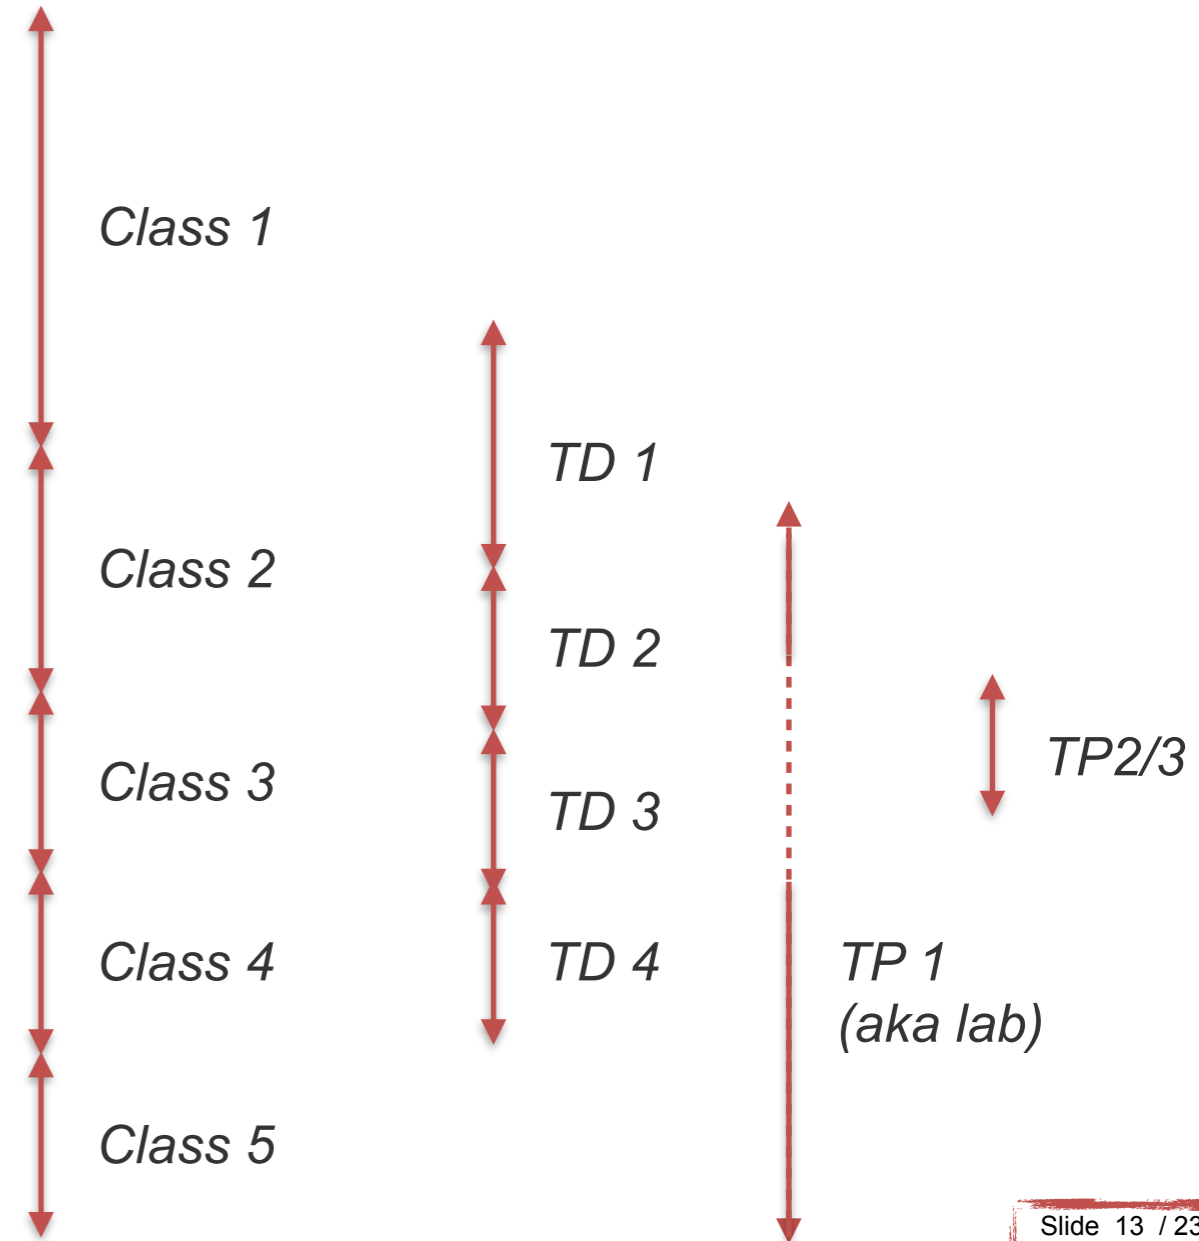 Class 1
TD 1
Class 2
TD 2
TP2/3
Class 3
TD 3
Class 4
TD 4
TP 1
(aka lab)
Class 5
Slide 13 / 23